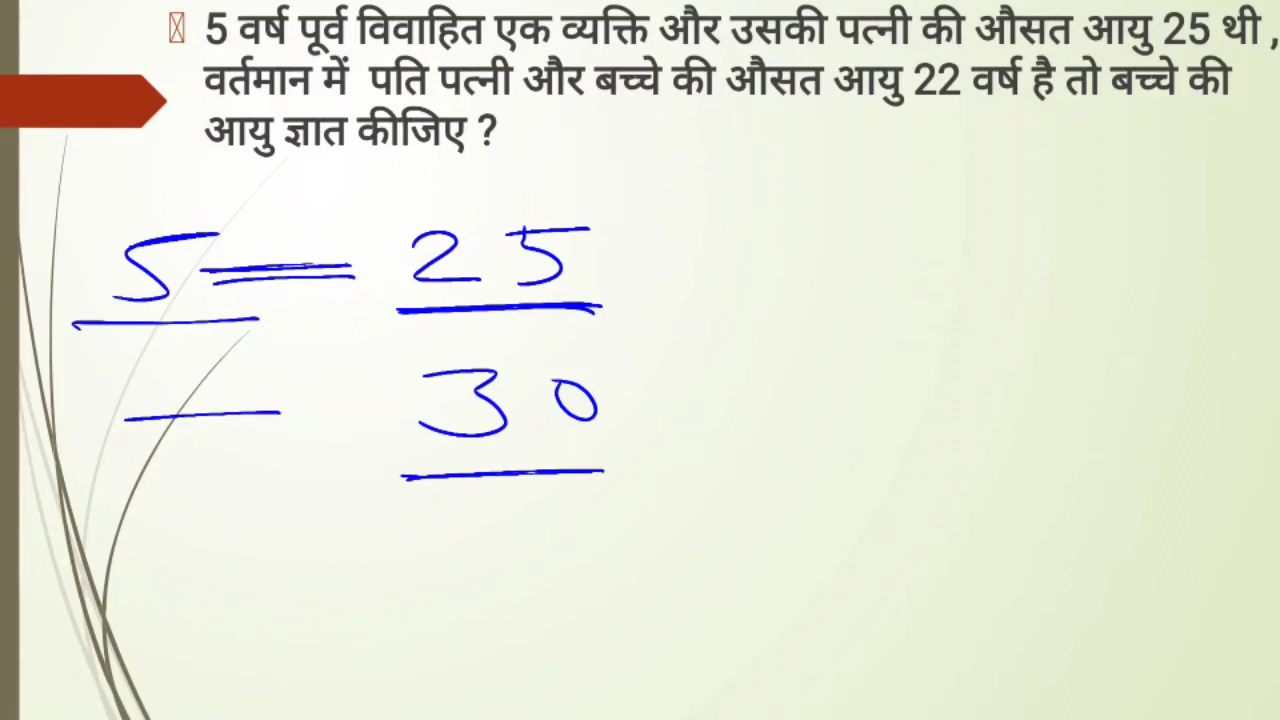 5 वर्ष पूर्व विवाहित एक व्यक्ति और उसकी पत्नी की औसत आयु 25 थी ,
वर्तमान में पति पत्नी और बच्चे की औसत आयु 22 वर्ष है तो बच्चे की
आयु ज्ञात कीजिए ?
5 = 25
30